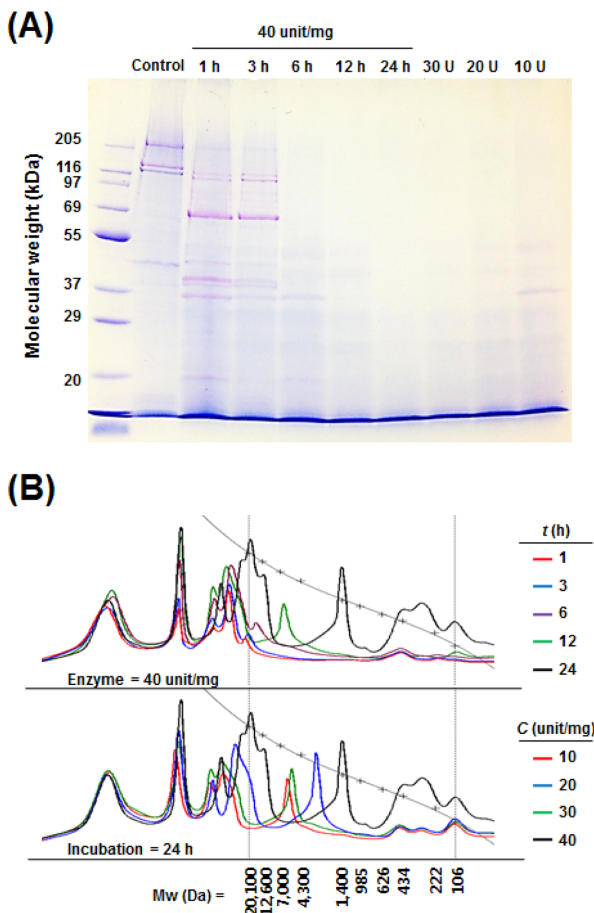 (A)
40 unit/mg
Control 1 h 3 h 6 h 12 h 24 h 30 U 20 U 10 U
Molecular weight (kDa)
205
116
97
69
55
37
29
20
(B)
t (h)
1
3
6
12
24
Enzyme = 40 unit/mg
C (unit/mg)
10
20
30
40
Incubation = 24 h
Mw (Da) = 20,100 12,600 7,000 4,300 1,400 985 626 434 222 106